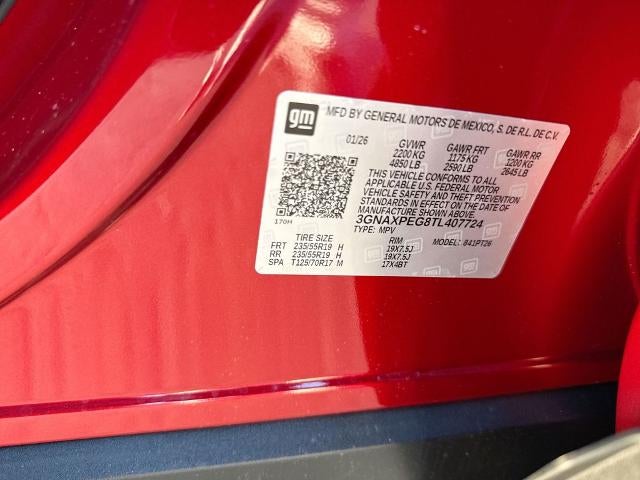 gm MFD BY GENERAL MOTORS DE MEXICO, S. DE R.L. DE C.V.
01/26 GVWR GAWR FRT GAWR RR
2200 KG 1175 KG 1200 KG
4850 LB 2590 LB 2645 LB
THIS VEHICLE CONFORMS TO ALL
APPLICABLE U.S. FEDERAL MOTOR
VEHICLE SAFETY AND THEFT PREVENTION
STANDARDS IN EFFECT ON THE DATE OF
MANUFACTURE SHOWN ABOVE.
3GNAXPEG8TL407724
170H TYPE: MPV MODEL: 841PT26
TIRE SIZE RIM
FRT 235/55R19 H 19X7.5J
RR 235/55R19 H 19X7.5J
SPA T125/70R17 M 17X4BT